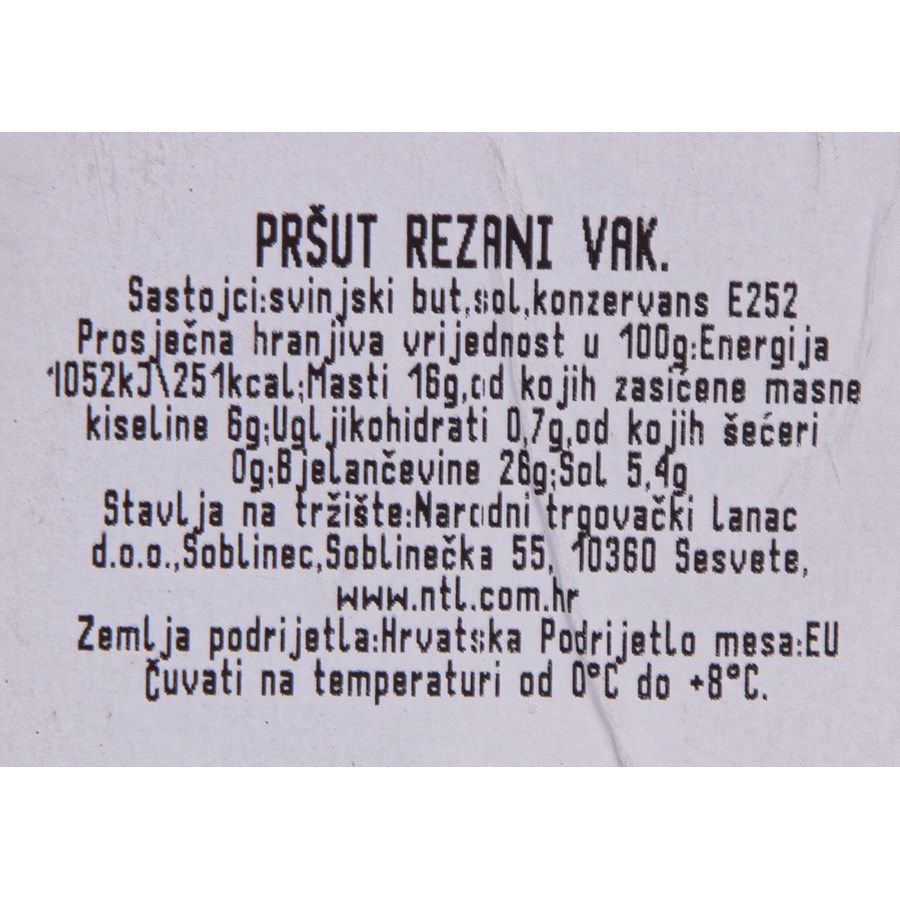 PRŠUT REZANI VAK.
Sastojci:svinjski but,sol,konzervans E252
Prosječna hranjiva vrijednost u 100g:Energija
1052kJ\251kcal;Masti 16g,od kojih zasićene masne
kiseline 6g;Ugljikohidrati 0,7g,od kojih šećeri
0g;Bjelančevine 26g;Sol 5,4g
Stavlja na tržište:Narodni trgovački lanac
d.o.o.,Soblinec,Soblinečka 55, 10360 Sesvete,
www.ntl.com.hr
Zemlja podrijetla:Hrvatska Podrijetlo mesa:EU
Čuvati na temperaturi od 0°C do +8°C.